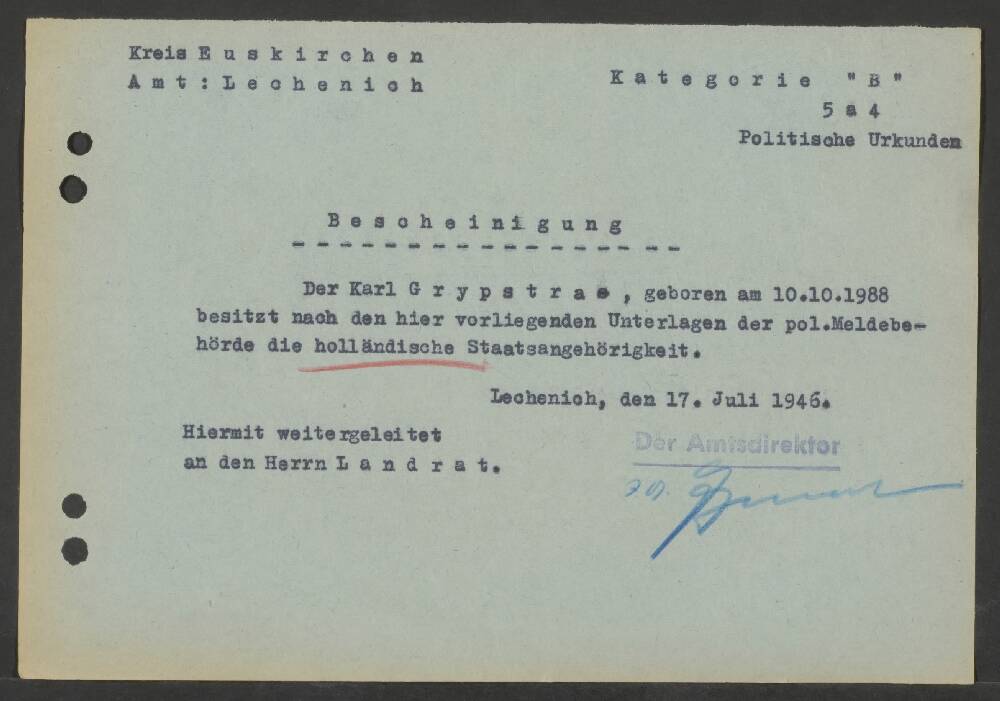 Kreis Euskirchen
Amt: Lechenich
Kategorie "B"
5 a 4
Politische Urkunden
Bescheinigung
Der Karl Grypstrae, geboren am 10.10.1988
besitzt nach den hier vorliegenden Unterlagen der pol.Meldebe-
hörde die holländische Staatsangehörigkeit.
Lechenich, den 17. Juli 1946.
Hiermit weitergeleitet
an den Herrn Landrat.
Der Amtsdirektor